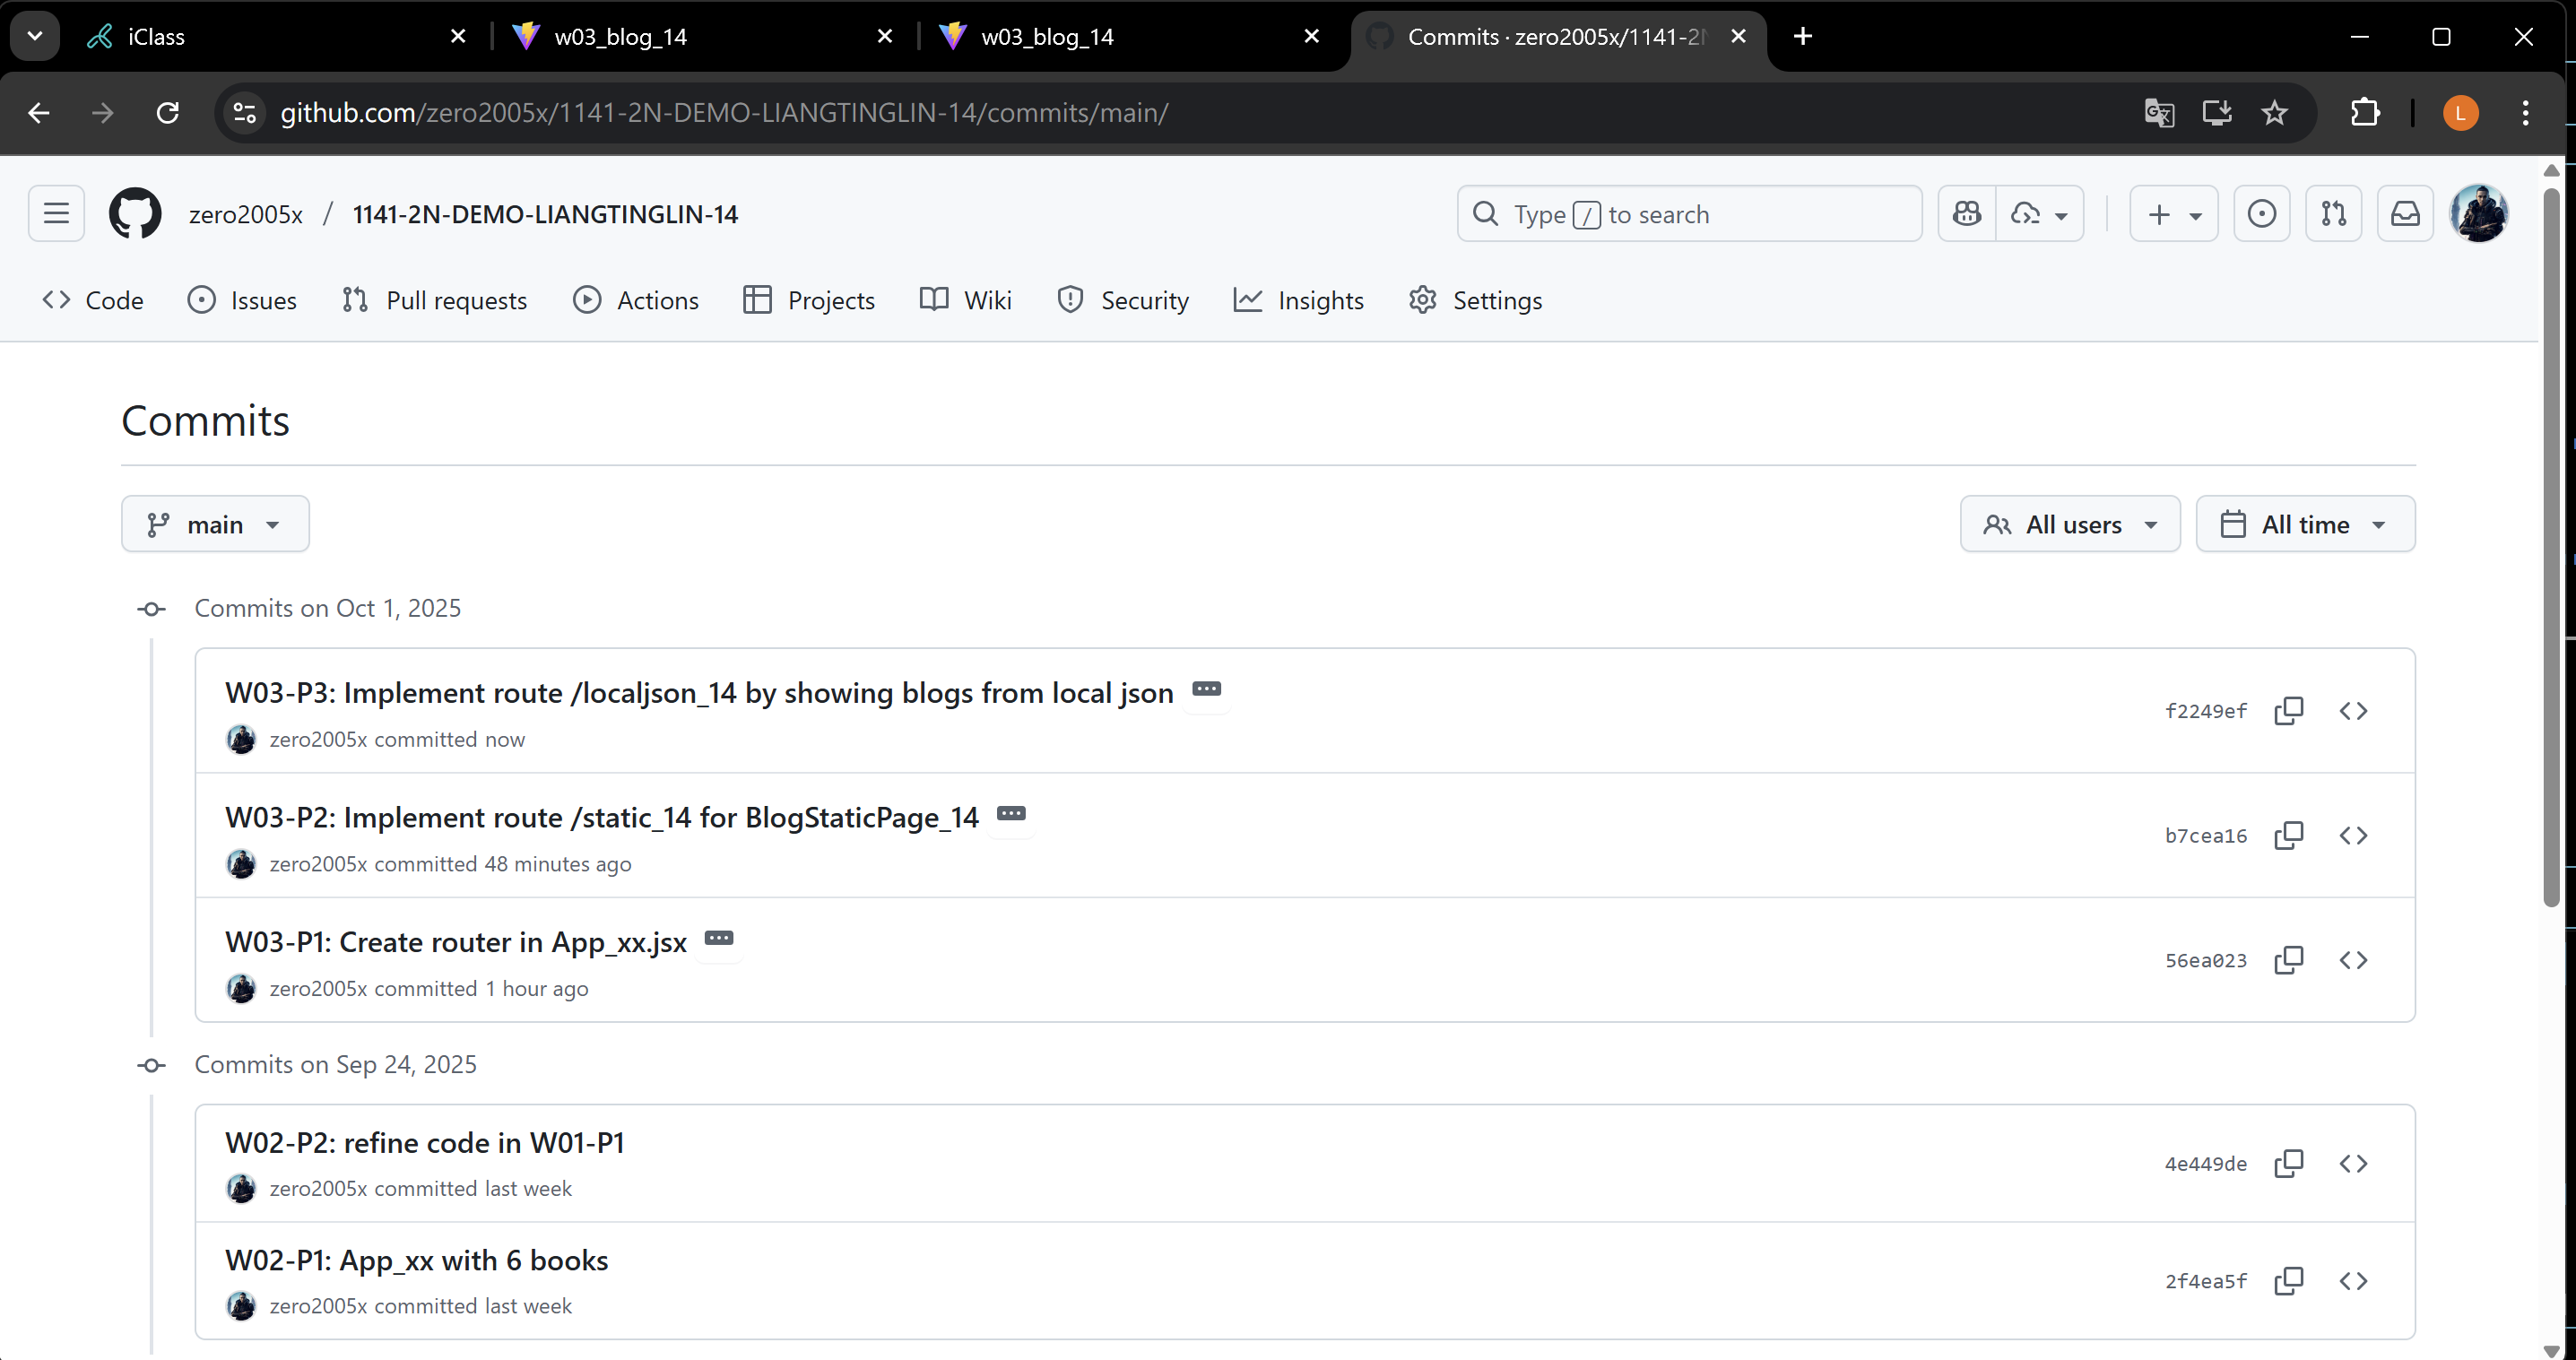 iClass
w03_blog_14
w03_blog_14
Commits · zero2005x/1141-2N
github.com/zero2005x/1141-2N-DEMO-LIANGTINGLIN-14/commits/main/
L
zero2005x / 1141-2N-DEMO-LIANGTINGLIN-14
Type / to search
Code
Issues
Pull requests
Actions
Projects
Wiki
Security
Insights
Settings
Commits
main
All users
All time
Commits on Oct 1, 2025
W03-P3: Implement route /localjson_14 by showing blogs from local json
zero2005x committed now
f2249ef
W03-P2: Implement route /static_14 for BlogStaticPage_14
zero2005x committed 48 minutes ago
b7cea16
W03-P1: Create router in App_xx.jsx
zero2005x committed 1 hour ago
56ea023
Commits on Sep 24, 2025
W02-P2: refine code in W01-P1
zero2005x committed last week
4e449de
W02-P1: App_xx with 6 books
zero2005x committed last week
2f4ea5f